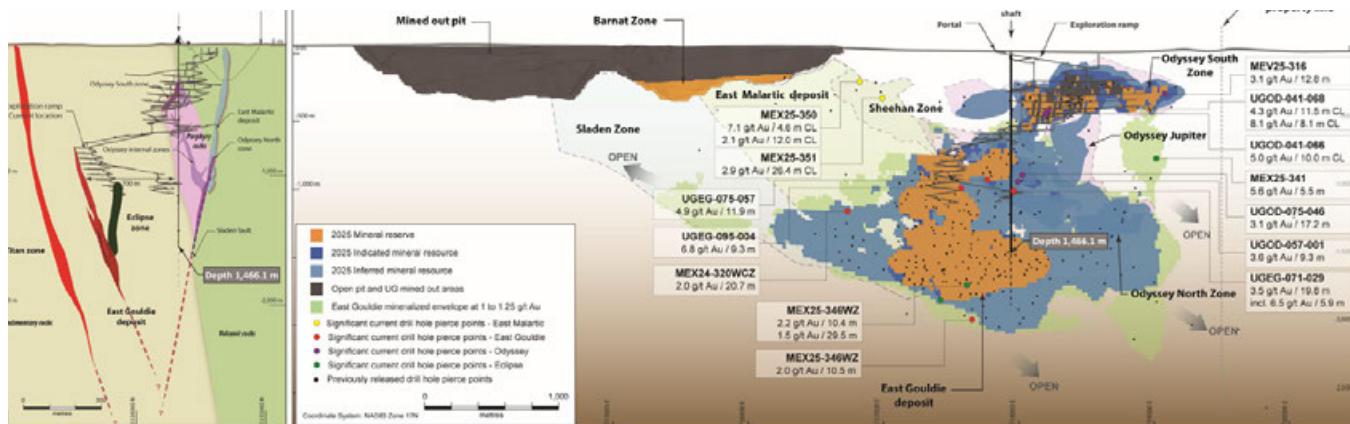 Odyssey South zone
Exploration ramp
Current location
East Malartic
deposit
Porphyry
rocks
Odyssey North
zone
Odyssey internal zones
Eclipse
zone
Titan zone
Sladen fault
Depth 1,466.1 m
East Gouldie
deposit
metres
Mined out pit
Barnat Zone
shaft
Portal
Exploration ramp
Odyssey South
Zone
East Malartic deposit
Sheehan Zone
Sladen Zone
OPEN
Odyssey Jupiter
MEX25-350
7.1 g/t Au / 4.6 m CL
2.1 g/t Au / 12.0 m CL
MEX25-351
2.9 g/t Au / 26.4 m CL
UGEG-075-057
4.9 g/t Au / 11.9 m
UGEG-095-004
6.8 g/t Au / 9.3 m
MEX24-320WCZ
2.0 g/t Au / 20.7 m
MEX25-346WZ
2.2 g/t Au / 10.4 m
1.5 g/t Au / 29.5 m
MEX25-346WZ
2.0 g/t Au / 10.5 m
MEV25-316
3.1 g/t Au / 12.8 m
UGOD-041-068
4.3 g/t Au / 11.5 m CL
8.1 g/t Au / 8.1 m CL
UGOD-041-066
5.0 g/t Au / 10.0 m CL
MEX25-341
5.6 g/t Au / 5.5 m
UGOD-075-046
3.1 g/t Au / 17.2 m
UGOD-057-001
3.6 g/t Au / 9.3 m
UGEG-071-029
3.5 g/t Au / 19.8 m
incl. 6.5 g/t Au / 5.9 m
OPEN
Depth 1,466.1 m
Odyssey North Zone
OPEN
OPEN
East Gouldie
deposit
2025 Mineral reserve
2025 Indicated mineral resource
2025 Inferred mineral resource
Open pit and UG mined out areas
East Gouldie mineralized envelope at 1 to 1.25 g/t Au
Significant current drill hole pierce points - East Malartic
Significant current drill hole pierce points - East Gouldie
Significant current drill hole pierce points - Odyssey
Significant current drill hole pierce points - Eclipse
Previously released drill hole pierce points
0 1,000
metres
Coordinate System: NAD83 Zone 17N